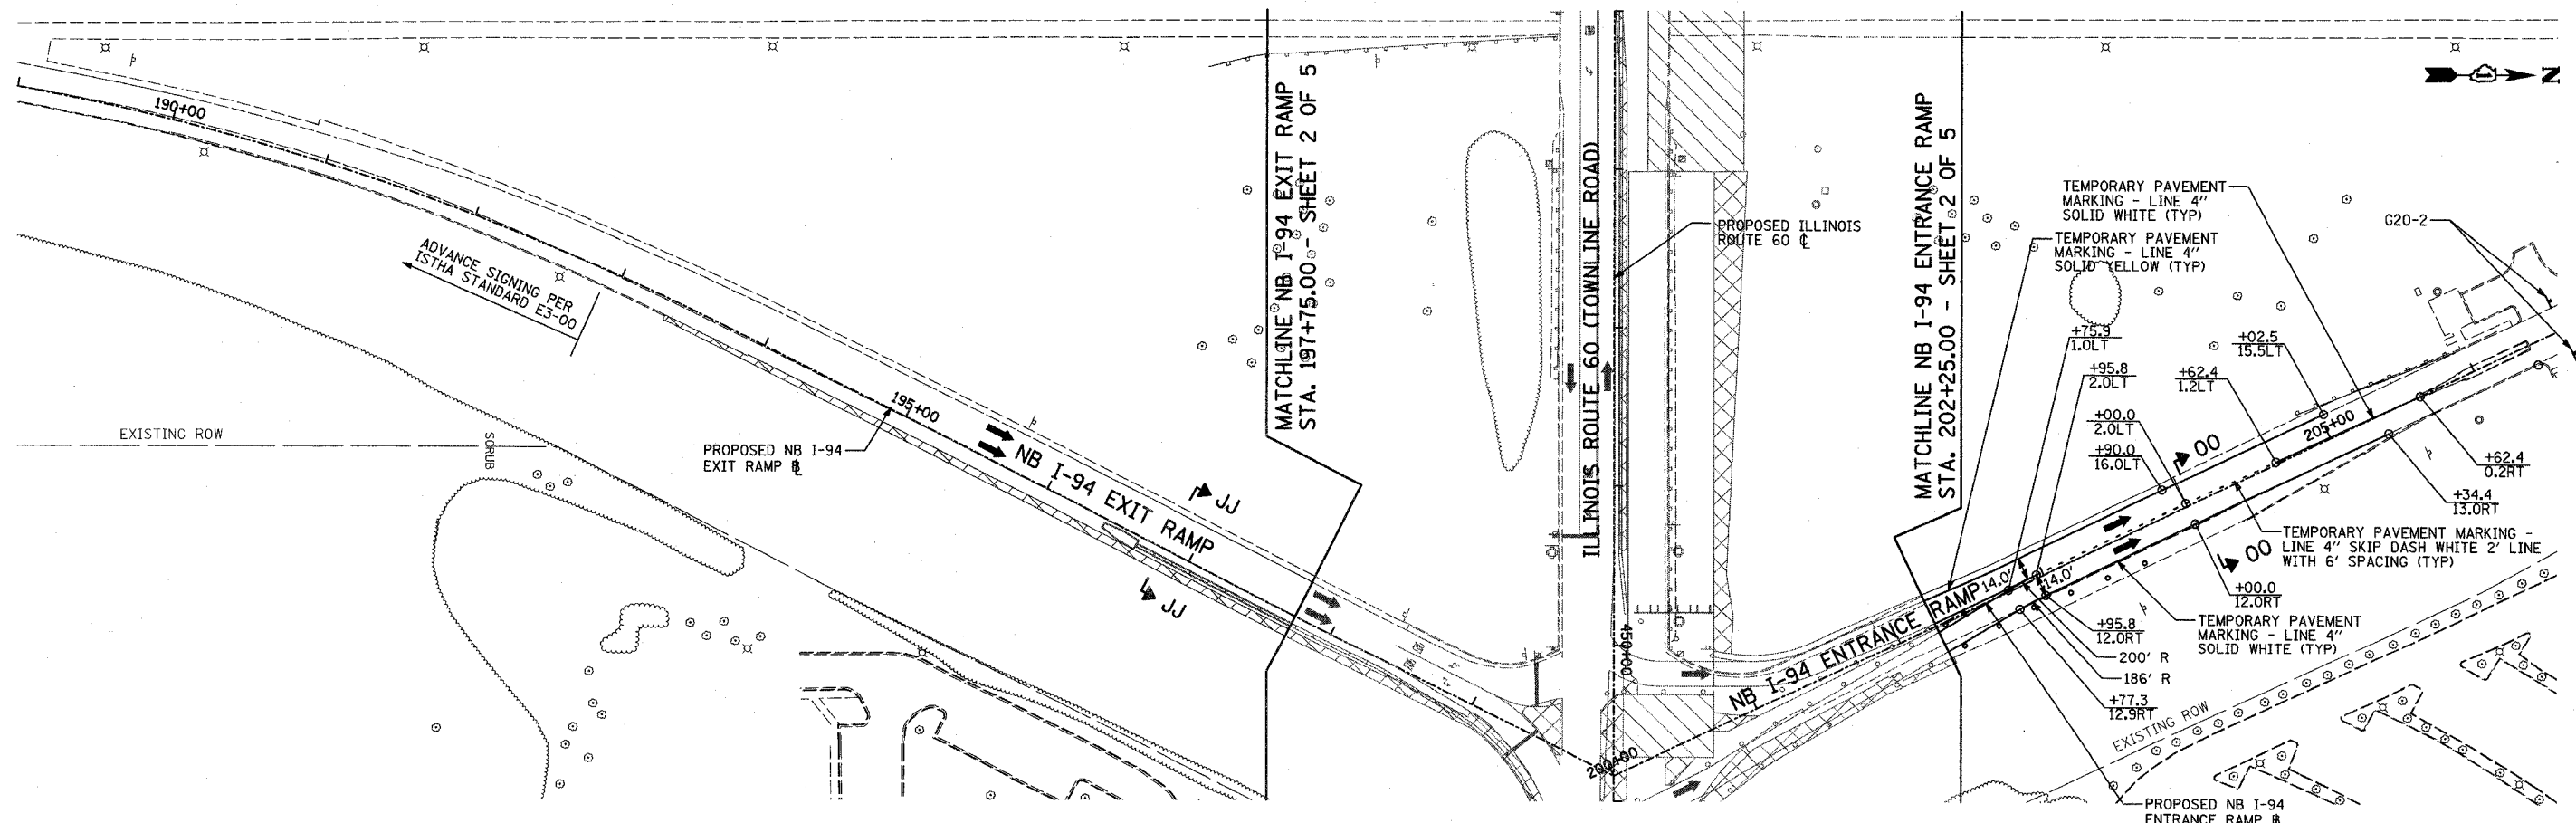 190+00
ADVANCE SIGNING PER
ISTHA STANDARD E3-00
EXISTING ROW
SCRUB
195+00
PROPOSED NB I-94
EXIT RAMP ℄
NB I-94 EXIT RAMP
JJ
JJ
MATCHLINE NB I-94 EXIT RAMP
STA. 197+75.00 - SHEET 2 OF 5
ILLINOIS ROUTE 60 (TOWNLINE ROAD)
PROPOSED ILLINOIS
ROUTE 60 ℄
450+00
200+00
NB I-94 ENTRANCE RAMP
MATCHLINE NB I-94 ENTRANCE RAMP
STA. 202+25.00 - SHEET 2 OF 5
N
TEMPORARY PAVEMENT
MARKING - LINE 4"
SOLID WHITE (TYP)
TEMPORARY PAVEMENT
MARKING - LINE 4"
SOLID YELLOW (TYP)
G20-2
+75.9
1.0LT
+95.8
2.0LT
+02.5
15.5LT
+62.4
1.2LT
+00.0
2.0LT
+90.0
16.0LT
OO
205+00
+62.4
0.2RT
+34.4
13.0RT
OO
TEMPORARY PAVEMENT MARKING -
LINE 4" SKIP DASH WHITE 2' LINE
WITH 6' SPACING (TYP)
14.0'
14.0'
+00.0
12.0RT
+95.8
12.0RT
TEMPORARY PAVEMENT
MARKING - LINE 4"
SOLID WHITE (TYP)
200' R
186' R
+77.3
12.9RT
EXISTING ROW
PROPOSED NB I-94
ENTRANCE RAMP ℄